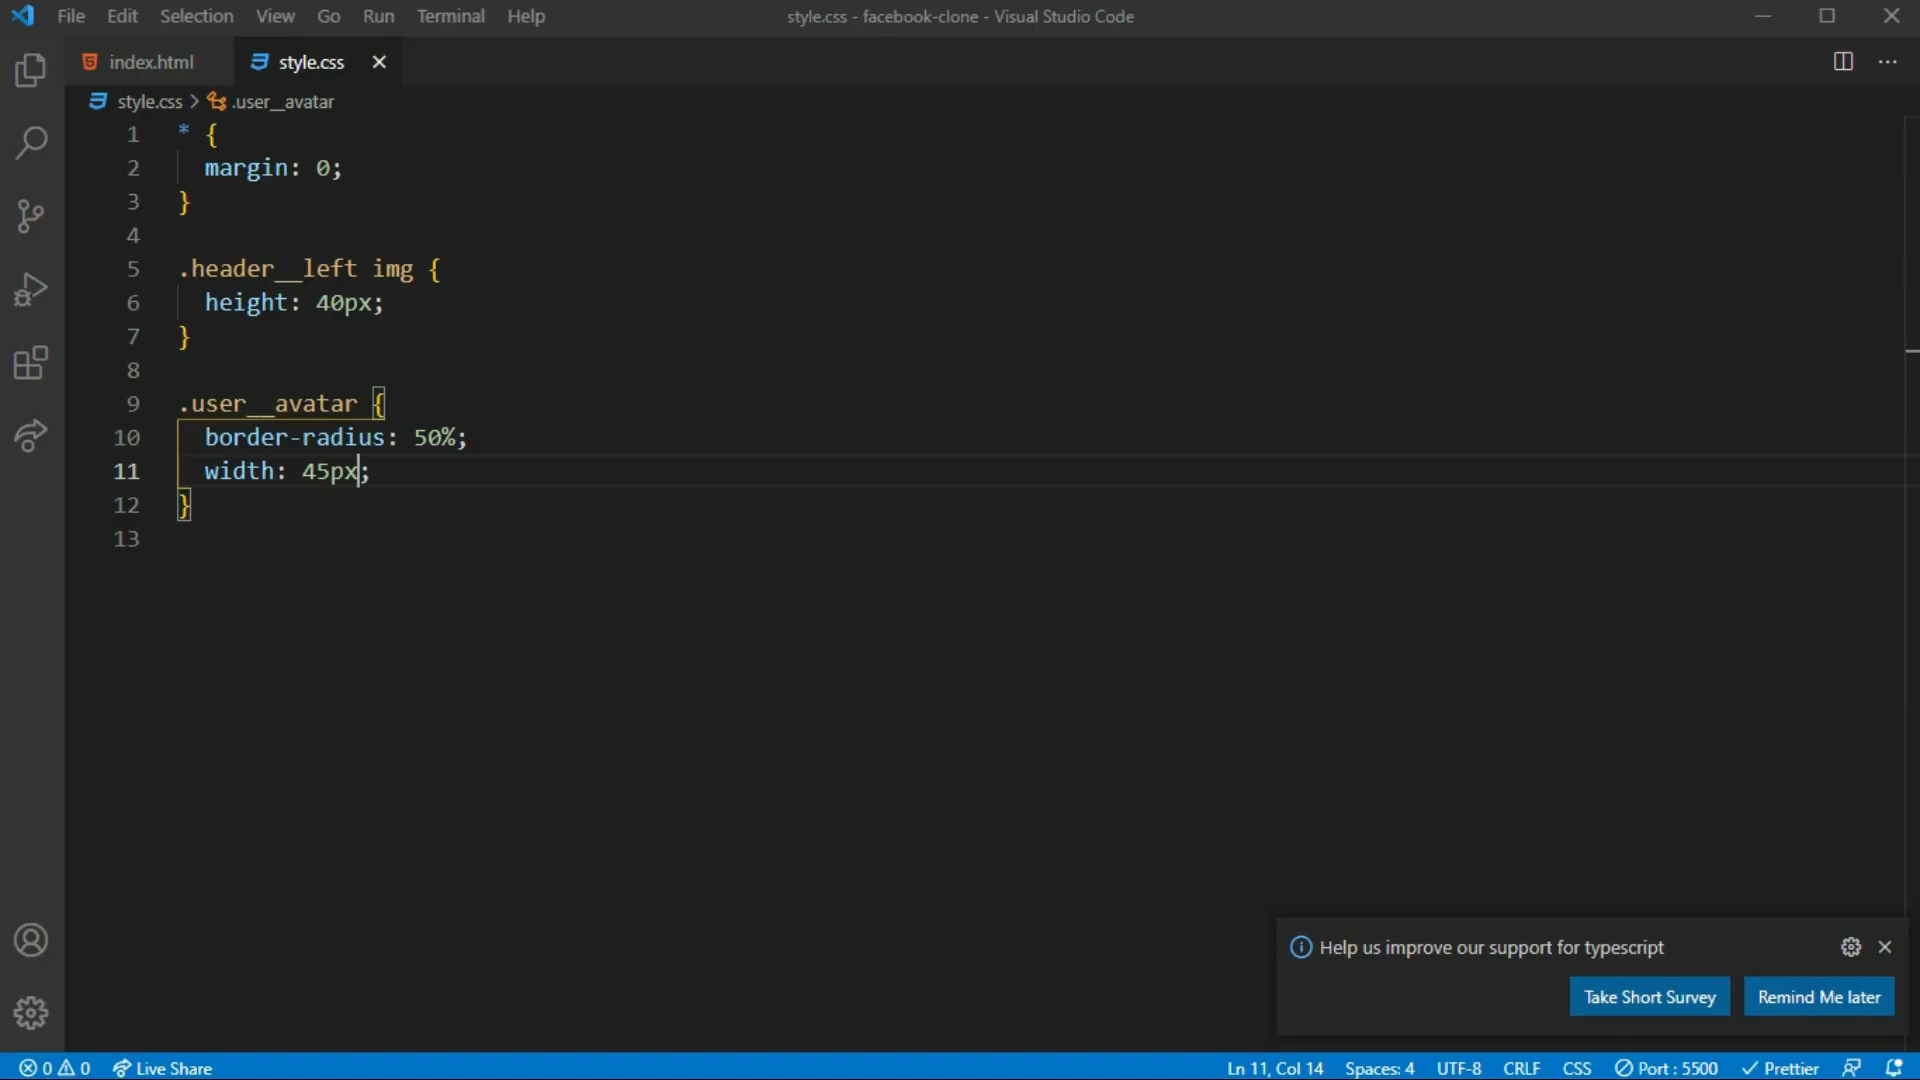 File Edit Selection View Go Run Terminal Help style.css - facebook-clone - Visual Studio Code
index.html style.css
style.css > .user__avatar
1 * {
2 margin: 0;
3 }
4
5 .header__left img {
6 height: 40px;
7 }
8
9 .user__avatar {
10 border-radius: 50%;
11 width: 45px;
12 }
13
Help us improve our support for typescript
Take Short Survey Remind Me later
0 0 Live Share Ln 11, Col 14 Spaces: 4 UTF-8 CRLF CSS Port : 5500 Prettier